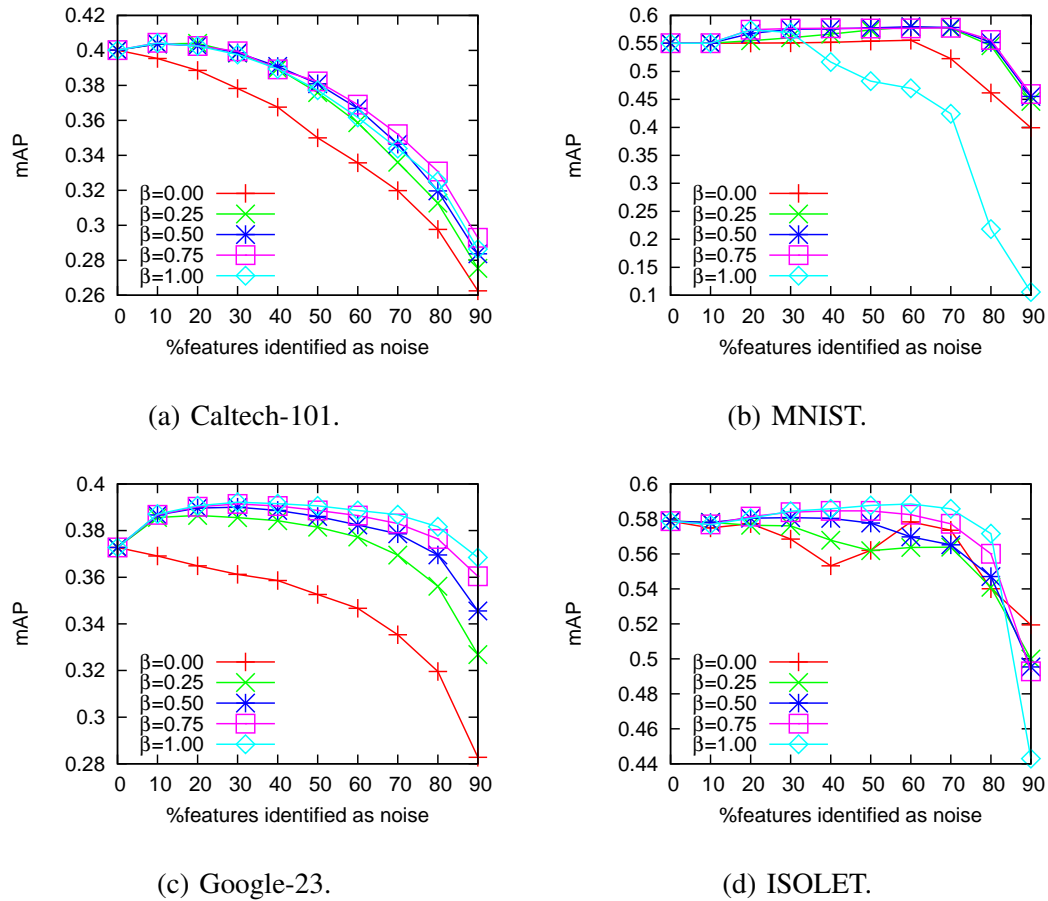 0.42
0.4
0.38
0.36
0.34
0.32
0.3
0.28
0.26
mAP
β=0.00
β=0.25
β=0.50
β=0.75
β=1.00
0 10 20 30 40 50 60 70 80 90
%features identified as noise
(a) Caltech-101.
0.6
0.55
0.5
0.45
0.4
0.35
0.3
0.25
0.2
0.15
0.1
mAP
β=0.00
β=0.25
β=0.50
β=0.75
β=1.00
0 10 20 30 40 50 60 70 80 90
%features identified as noise
(b) MNIST.
0.4
0.38
0.36
0.34
0.32
0.3
0.28
mAP
β=0.00
β=0.25
β=0.50
β=0.75
β=1.00
0 10 20 30 40 50 60 70 80 90
%features identified as noise
(c) Google-23.
0.6
0.58
0.56
0.54
0.52
0.5
0.48
0.46
0.44
mAP
β=0.00
β=0.25
β=0.50
β=0.75
β=1.00
0 10 20 30 40 50 60 70 80 90
%features identified as noise
(d) ISOLET.